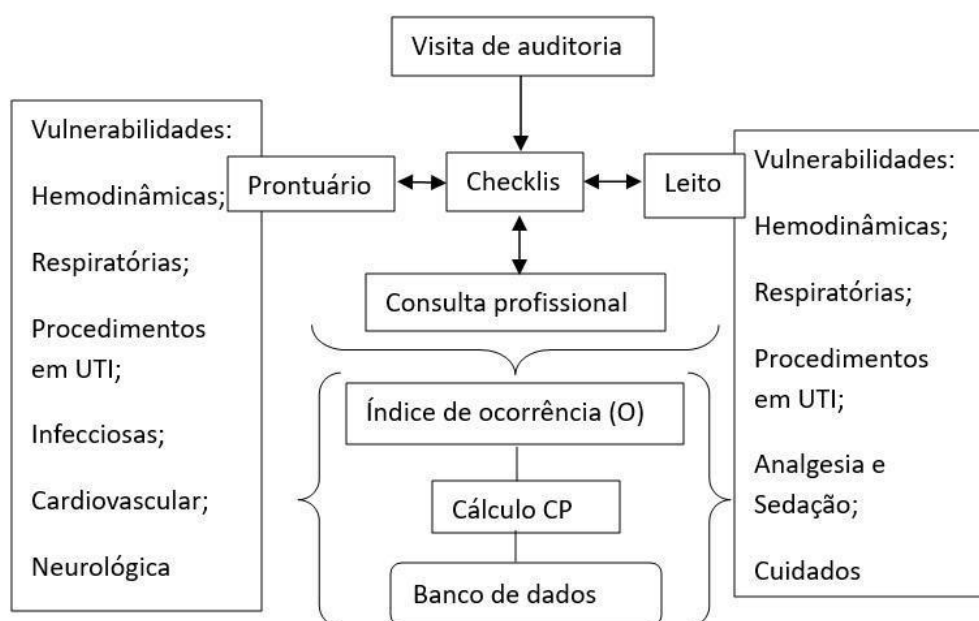 Visita de auditoria
Vulnerabilidades:
Hemodinâmicas;
Respiratórias;
Procedimentos
em UTI;
Infecciosas;
Cardiovascular;
Neurológica
Prontuário
Checklis
Leito
Consulta profissional
Índice de ocorrência (O)
Cálculo CP
Banco de dados
Vulnerabilidades:
Hemodinâmicas;
Respiratórias;
Procedimentos
em UTI;
Analgesia e
Sedação;
Cuidados